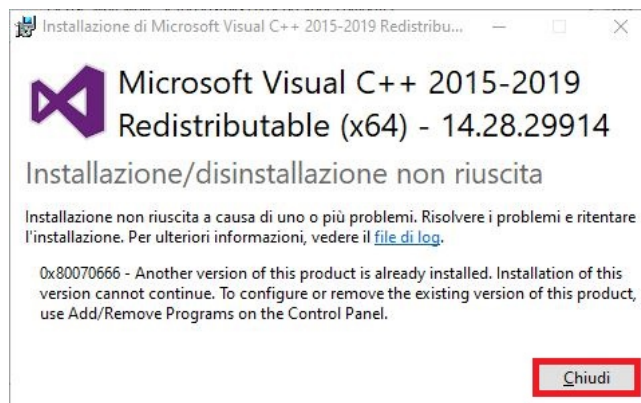 Installazione di Microsoft Visual C++ 2015-2019 Redistribu...
Microsoft Visual C++ 2015-2019
Redistributable (x64) - 14.28.29914
Installazione/disinstallazione non riuscita
Installazione non riuscita a causa di uno o più problemi. Risolvere i problemi e ritentare
l'installazione. Per ulteriori informazioni, vedere il file di log.
0x80070666 - Another version of this product is already installed. Installation of this
version cannot continue. To configure or remove the existing version of this product,
use Add/Remove Programs on the Control Panel.
Chiudi